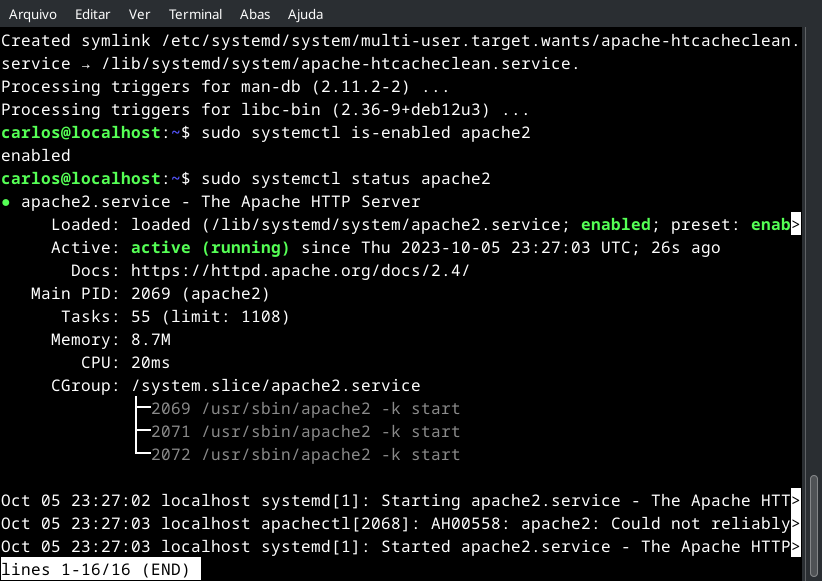 Arquivo Editar Ver Terminal Abas Ajuda
Created symlink /etc/systemd/system/multi-user.target.wants/apache-htcacheclean.
service → /lib/systemd/system/apache-htcacheclean.service.
Processing triggers for man-db (2.11.2-2) ...
Processing triggers for libc-bin (2.36-9+deb12u3) ...
carlos@localhost:~$ sudo systemctl is-enabled apache2
enabled
carlos@localhost:~$ sudo systemctl status apache2
● apache2.service - The Apache HTTP Server
     Loaded: loaded (/lib/systemd/system/apache2.service; enabled; preset: enab>
     Active: active (running) since Thu 2023-10-05 23:27:03 UTC; 26s ago
       Docs: https://httpd.apache.org/docs/2.4/
   Main PID: 2069 (apache2)
      Tasks: 55 (limit: 1108)
     Memory: 8.7M
        CPU: 20ms
     CGroup: /system.slice/apache2.service
             ├─2069 /usr/sbin/apache2 -k start
             ├─2071 /usr/sbin/apache2 -k start
             └─2072 /usr/sbin/apache2 -k start
Oct 05 23:27:02 localhost systemd[1]: Starting apache2.service - The Apache HTT>
Oct 05 23:27:03 localhost apachectl[2068]: AH00558: apache2: Could not reliably>
Oct 05 23:27:03 localhost systemd[1]: Started apache2.service - The Apache HTTP>
lines 1-16/16 (END)